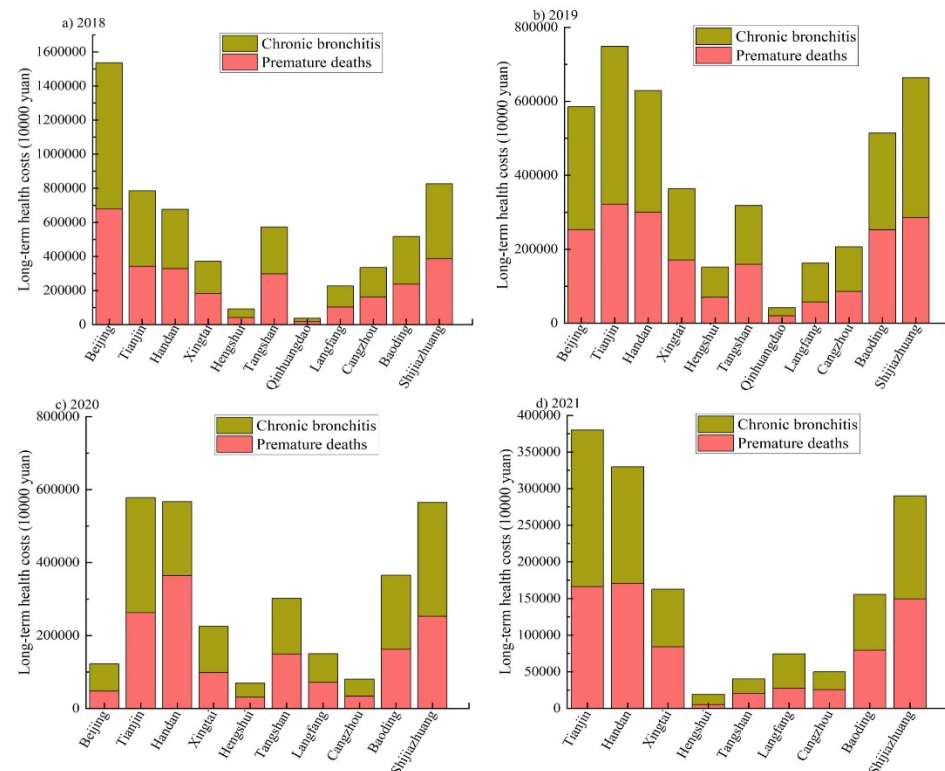 a) 2018
Chronic bronchitis
Premature deaths
Long-term health costs (10000 yuan)
1600000
1400000
1200000
1000000
800000
600000
400000
200000
0
Beijing
Tianjin
Handan
Xingtai
Hengshui
Tangshan
Qinhuangdao
Langfang
Cangzhou
Baoding
Shijiazhuang
b) 2019
Chronic bronchitis
Premature deaths
Long-term health costs (10000 yuan)
800000
600000
400000
200000
0
Beijing
Tianjin
Handan
Xingtai
Hengshui
Tangshan
Qinhuangdao
Langfang
Cangzhou
Baoding
Shijiazhuang
c) 2020
Chronic bronchitis
Premature deaths
Long-term health costs (10000 yuan)
800000
600000
400000
200000
0
Beijing
Tianjin
Handan
Xingtai
Hengshui
Tangshan
Langfang
Cangzhou
Baoding
Shijiazhuang
d) 2021
Chronic bronchitis
Premature deaths
Long-term health costs (10000 yuan)
400000
350000
300000
250000
200000
150000
100000
50000
0
Tianjin
Handan
Xingtai
Hengshui
Tangshan
Langfang
Cangzhou
Baoding
Shijiazhuang